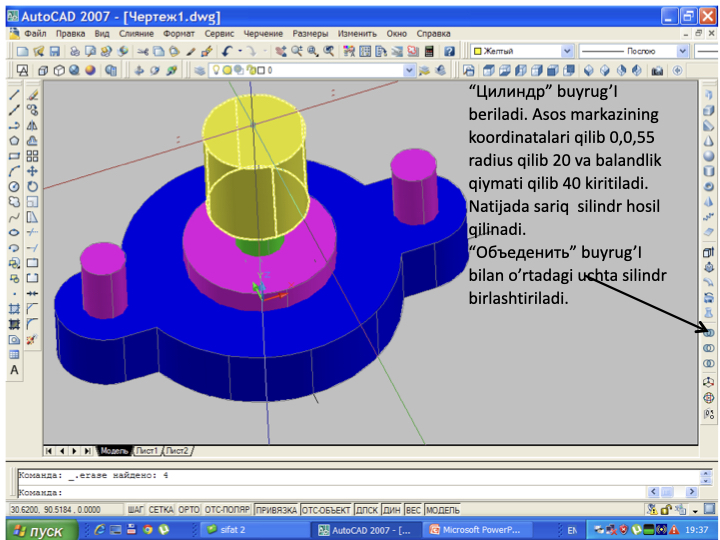 AutoCAD 2007 - [Чертеж1.dwg]
Файл Правка Вид Слияние Формат Сервис Черчение Размеры Изменить Окно Справка
Желтый
Послою
“Цилиндр” buyrug’I
beriladi. Asos markazining
koordinatalari qilib 0,0,55
radius qilib 20 va balandlik
qiymati qilib 40 kiritiladi.
Natijada sariq silindr hosil
qilinadi.
“Объеденить” buyrug’I
bilan o’rtadagi uchta silindr
birlashtiriladi.
Модель Лист1 Лист2
Команда: _.erase найдено: 4
Команда:
30.6200, 90.5184, 0.0000 ШАГ СЕТКА ОРТО ОТС-ПОЛЯР ПРИВЯЗКА ОТС-ОБЪЕКТ ДПСК ДИН ВЕС МОДЕЛЬ
пуск sifat 2 AutoCAD 2007 - [... Microsoft PowerP... EN 19:37